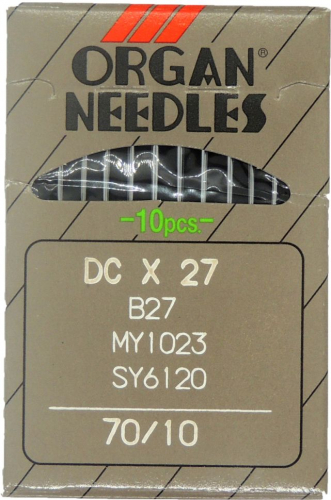 ORGAN®
NEEDLES
-10pcs.-
DC X 27
B27
MY1023
SY6120
70/10